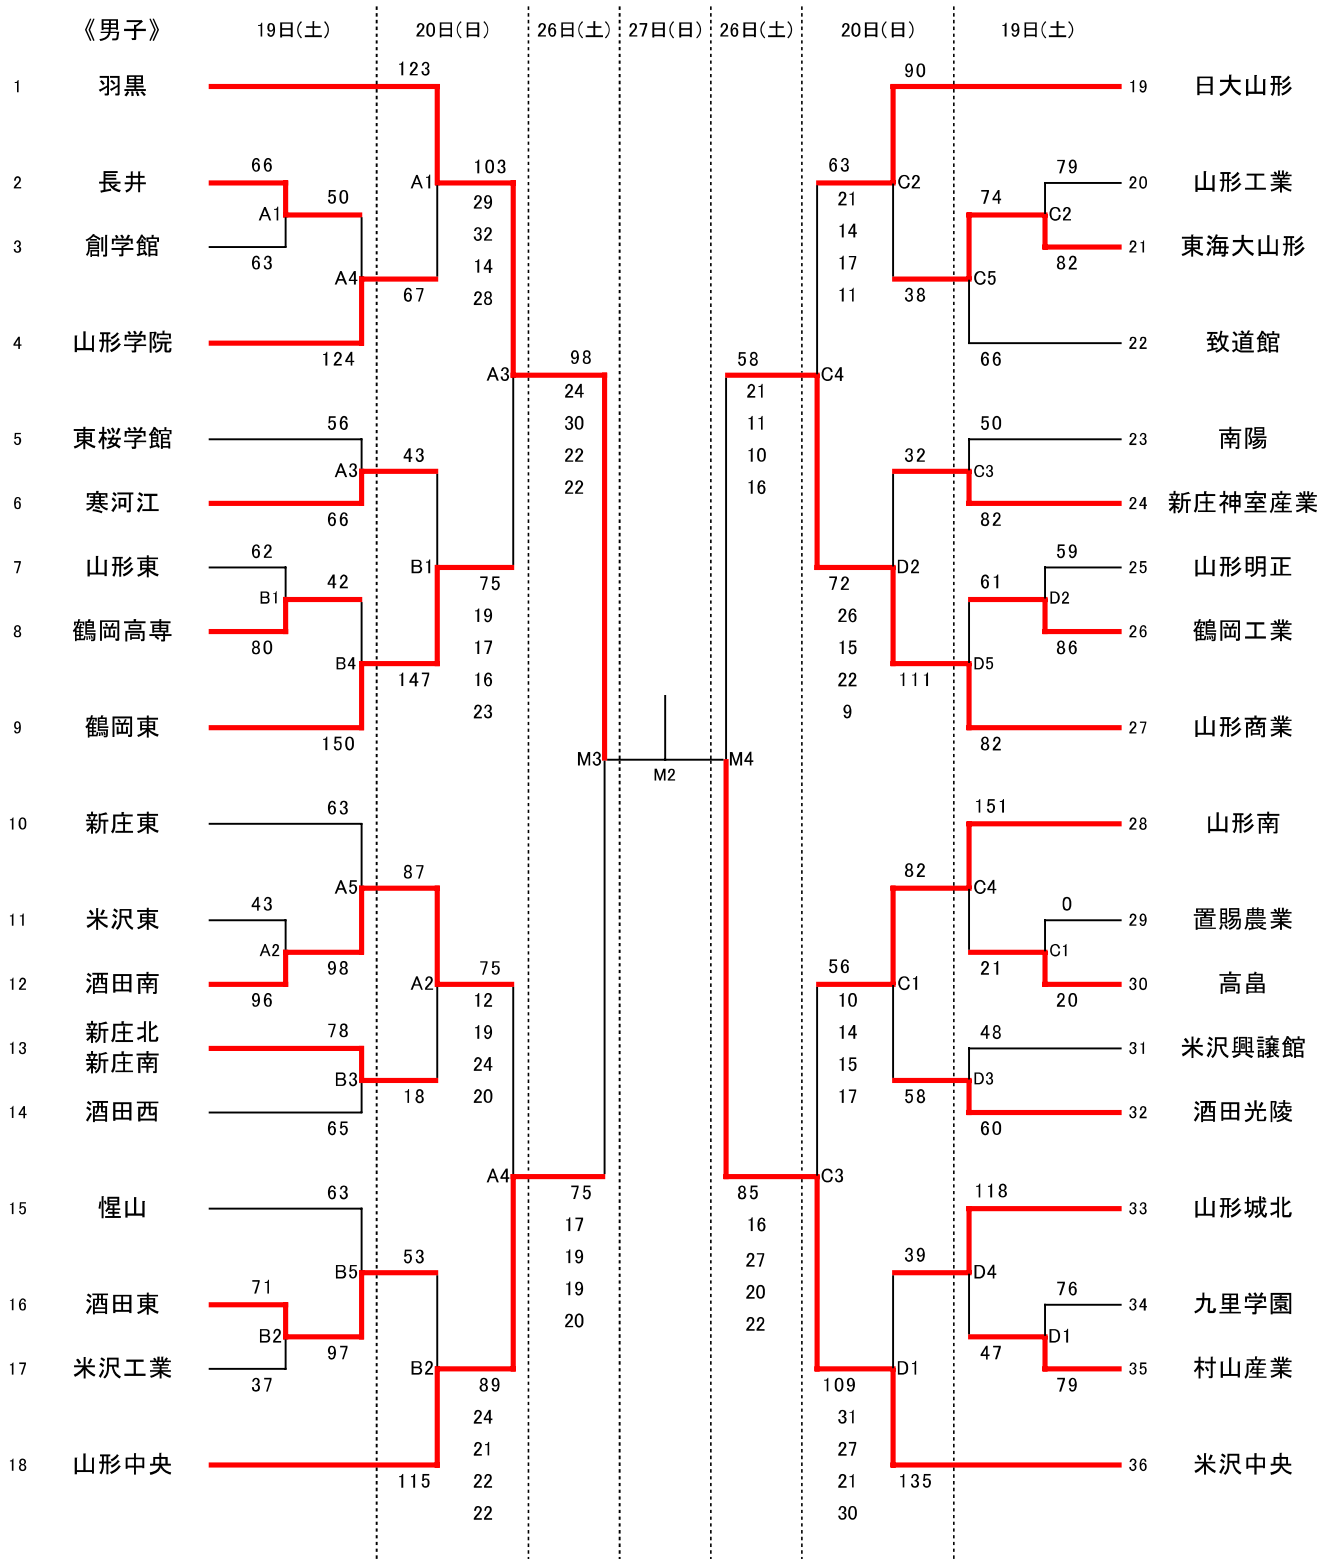 《男子》 19日(土) 20日(日) 26日(土) 27日(日) 26日(土) 20日(日) 19日(土)
123 90
1 羽黒 19 日大山形
66 103 63 79
2 長井 A1 C2 20 山形工業
50 29 21 74
A1 C2
32 14
3 創学館 21 東海大山形
63 14 17 82
A4 C5
67 28 11 38
4 山形学院 22 致道館
124 98 58 66
A3 C4
24 21
56 30 11 50
5 東桜学館 23 南陽
43 22 10 32
A3 C3
22 16
6 寒河江 24 新庄神室産業
66 82
62 59
7 山形東 B1 D2 25 山形明正
42 75 72 61
B1 D2
19 26
8 鶴岡高専 26 鶴岡工業
80 17 15 86
B4 D5
147 16 22 111
23 9
9 鶴岡東 27 山形商業
150 82
M3 M4
M2
63 151
10 新庄東 28 山形南
87 82
A5 C4
43 0
11 米沢東 29 置賜農業
A2 C1
98 75 56 21
12 酒田南 A2 C1 30 高畠
96 12 10 20
新庄北 78 19 14 48
13 31 米沢興譲館
新庄南
24 15
B3 D3
18 20 17 58
14 酒田西 32 酒田光陵
65 60
A4 C3
63 75 85 118
15 惺山 33 山形城北
17 16
53 19 27 39
B5 D4
71 19 20 76
16 酒田東 34 九里学園
20 22
B2 D1
97 47
17 米沢工業 B2 D1 35 村山産業
37 89 109 79
24 31
21 27
18 山形中央 36 米沢中央
115 22 21 135
22 30